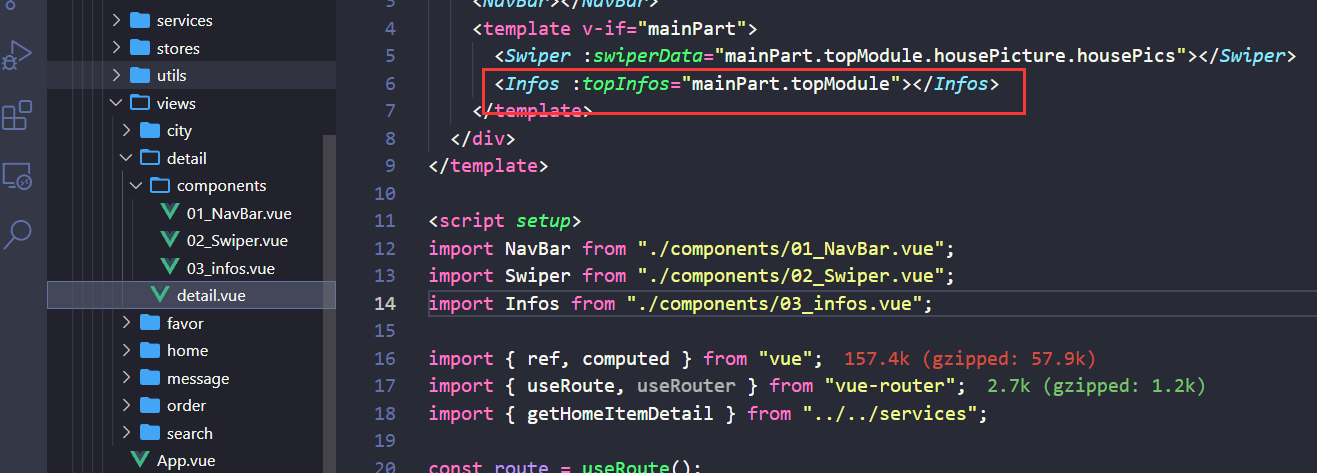 services
stores
utils
views
city
detail
components
01_NavBar.vue
02_Swiper.vue
03_infos.vue
detail.vue
favor
home
message
order
search
App.vue
3 <NavBar></NavBar>
4 <template v-if="mainPart">
5 <Swiper :swiperData="mainPart.topModule.housePicture.housePics"></Swiper>
6 <Infos :topInfos="mainPart.topModule"></Infos>
7 </template>
8 </div>
9 </template>
10
11 <script setup>
12 import NavBar from "./components/01_NavBar.vue";
13 import Swiper from "./components/02_Swiper.vue";
14 import Infos from "./components/03_infos.vue";
15
16 import { ref, computed } from "vue"; 157.4k (gzipped: 57.9k)
17 import { useRoute, useRouter } from "vue-router"; 2.7k (gzipped: 1.2k)
18 import { getHomeItemDetail } from "../../services";
19
20 const route = useRoute();